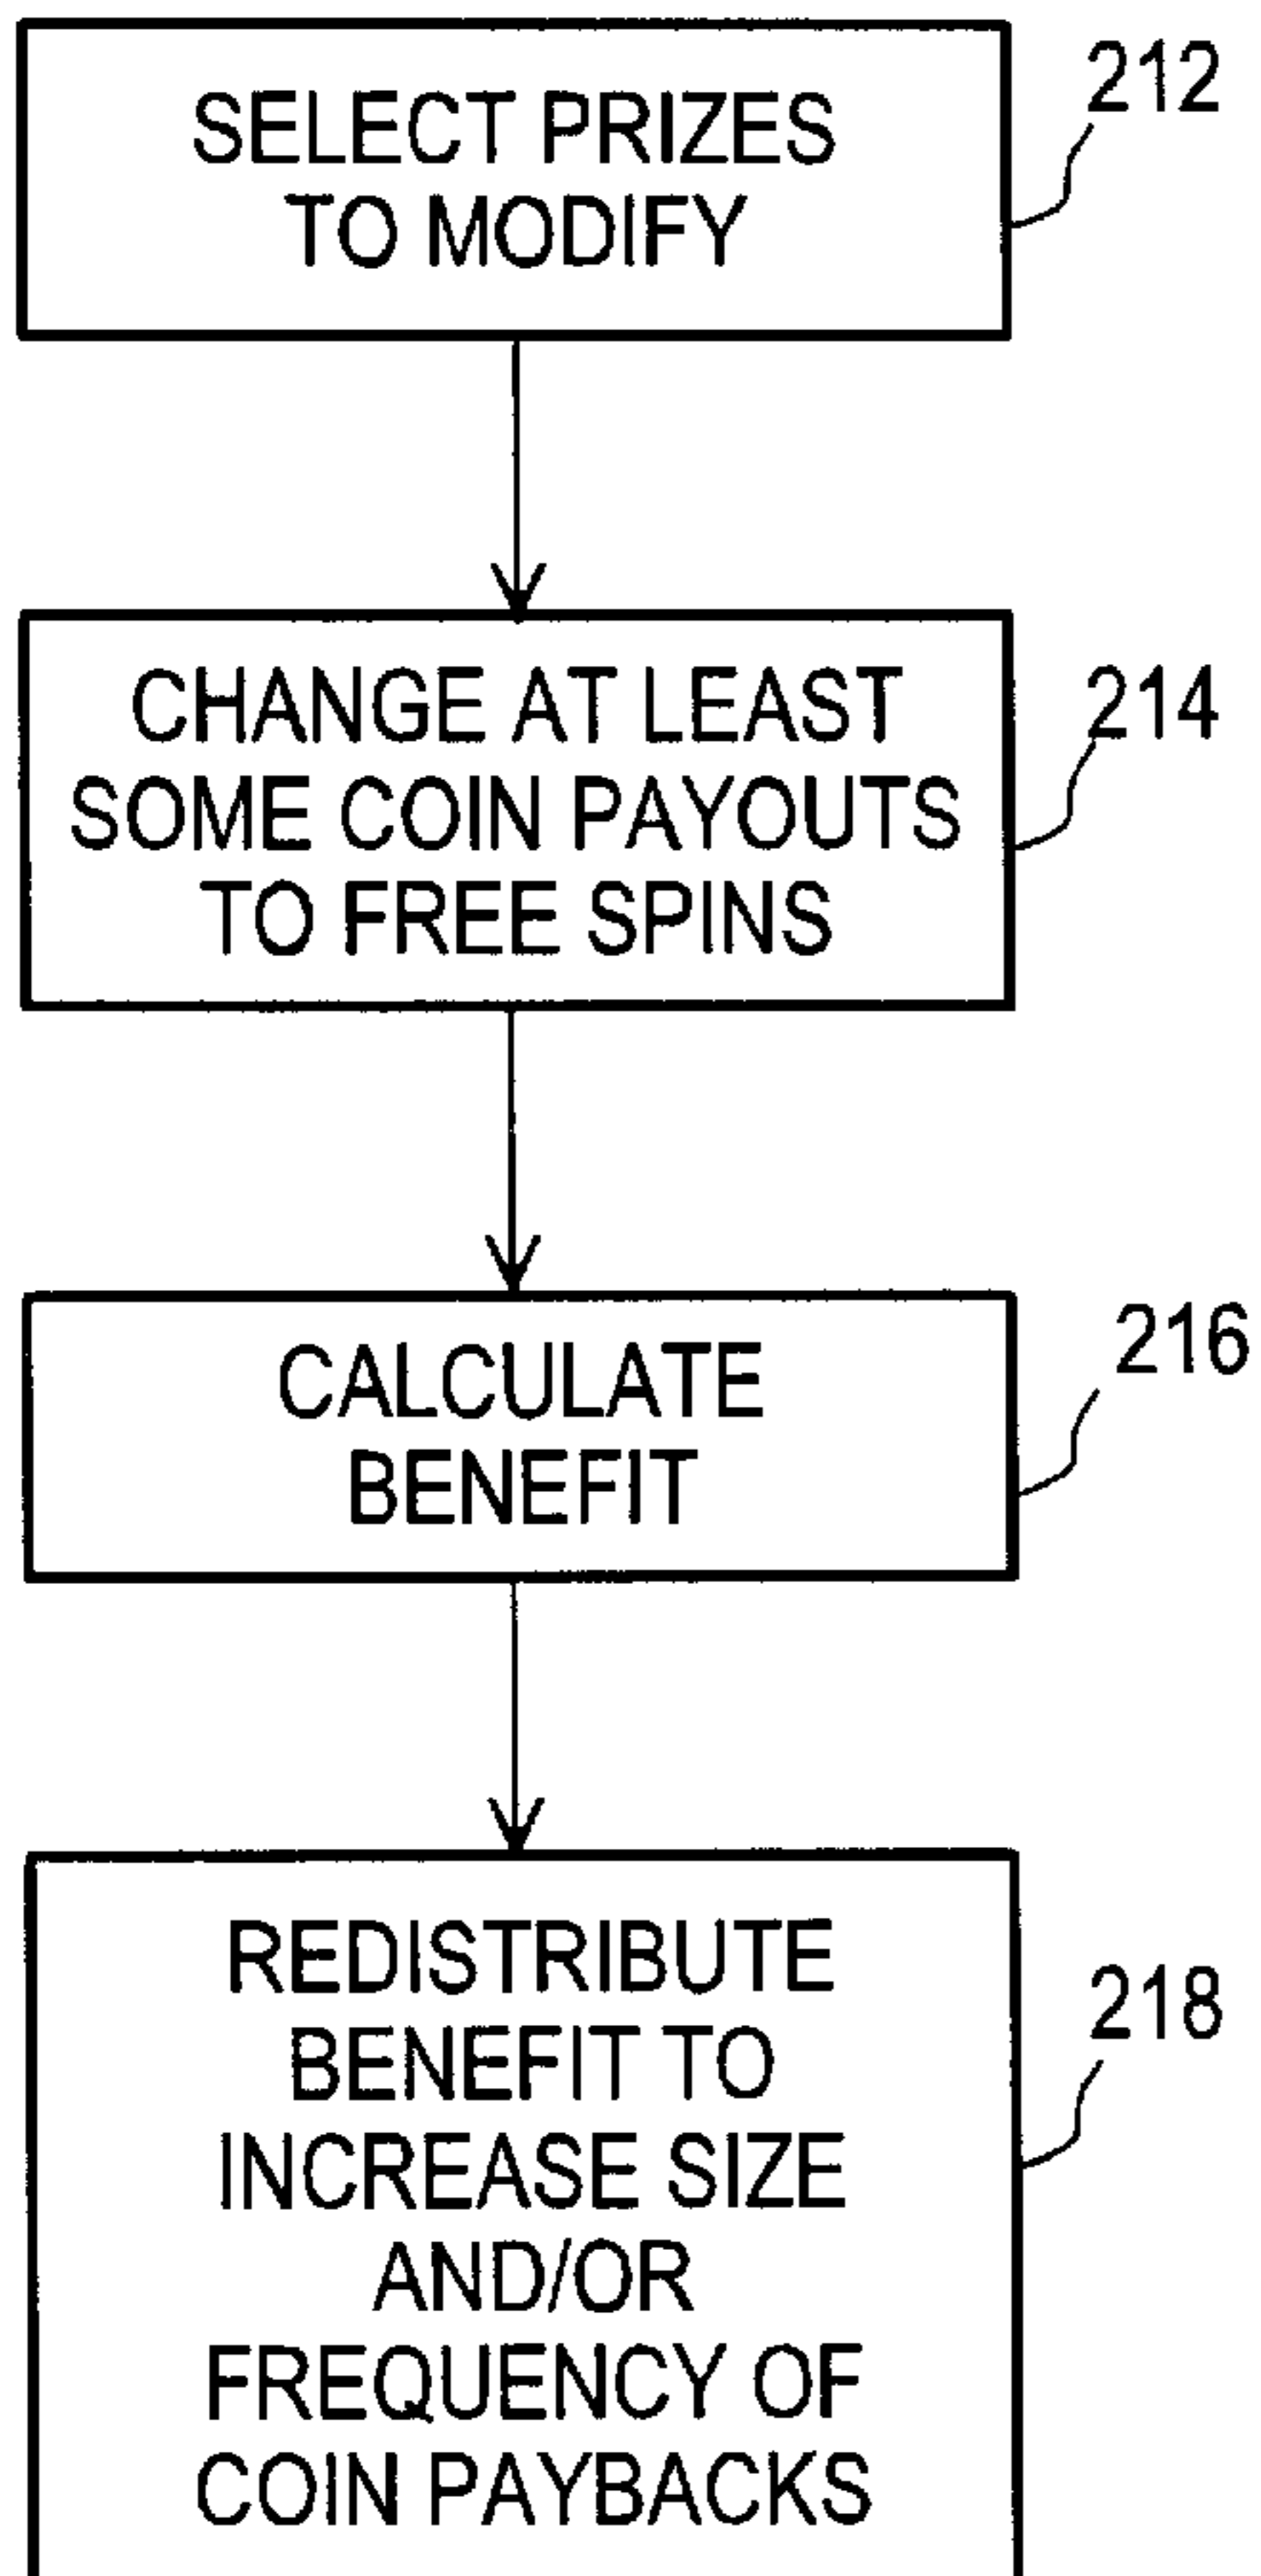 SELECT PRIZES
TO MODIFY
212
CHANGE AT LEAST
SOME COIN PAYOUTS
TO FREE SPINS
214
CALCULATE
BENEFIT
216
REDISTRIBUTE
BENEFIT TO
INCREASE SIZE
AND/OR
FREQUENCY OF
COIN PAYBACKS
218